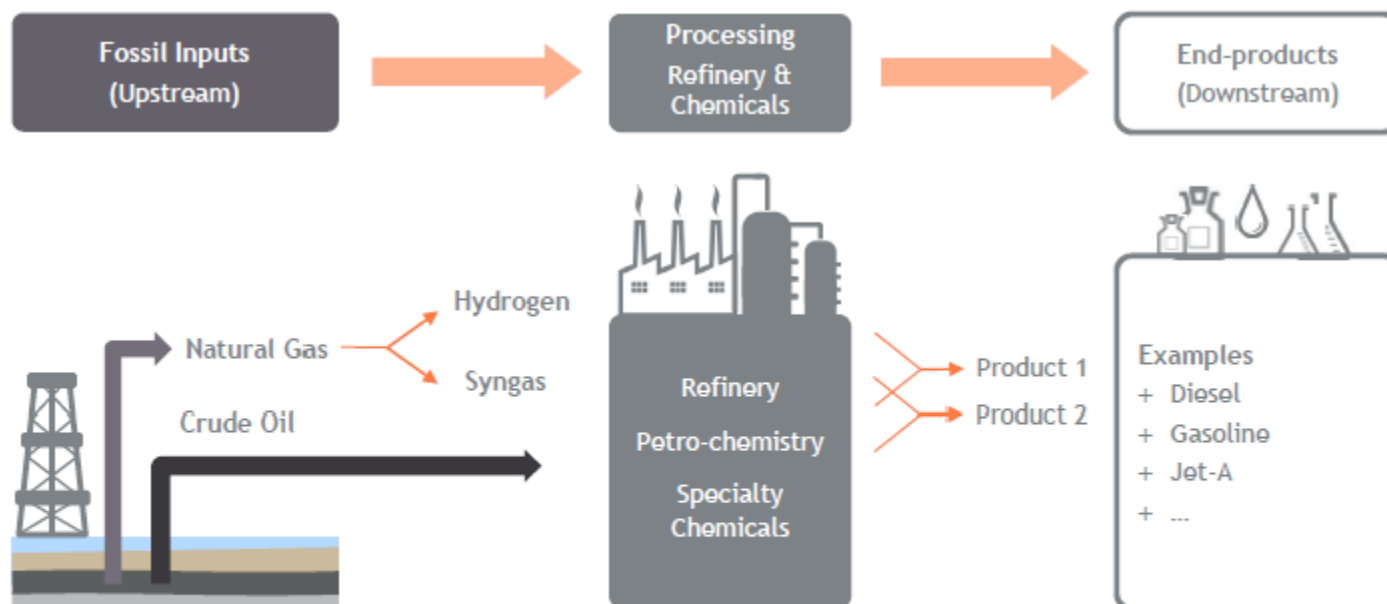 Fossil Inputs
(Upstream)
Processing
Refinery &
Chemicals
End-products
(Downstream)
Hydrogen
Natural Gas
Syngas
Crude Oil
Refinery
Petro-chemistry
Specialty
Chemicals
Product 1
Product 2
Examples
+ Diesel
+ Gasoline
+ Jet-A
+ ...